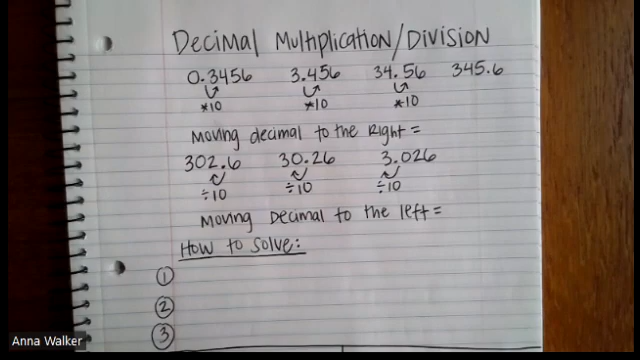 Decimal Multiplication/Division
0.3456 3.456 34.56 345.6
*10 *10 *10
Moving decimal to the Right =
302.6 30.26 3.026
÷10 ÷10 ÷10
Moving Decimal to the left =
How to solve:
1
2
3
Anna Walker